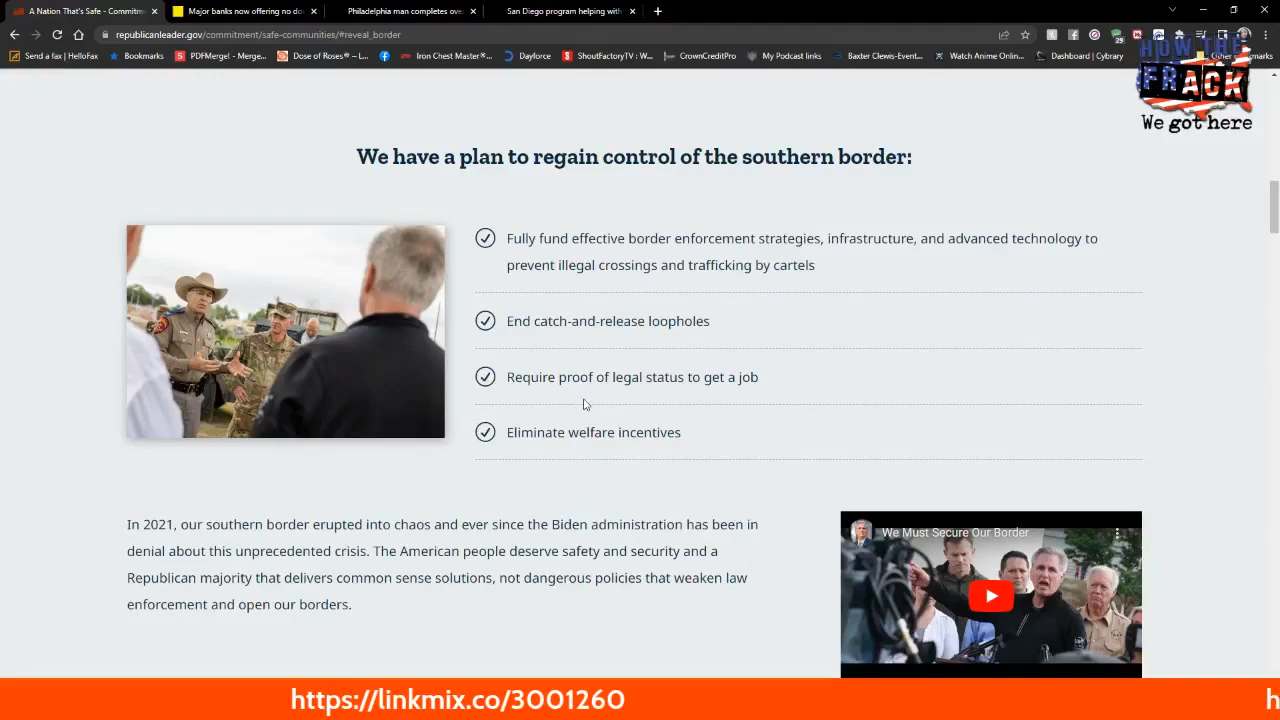 A Nation That's Safe - Commitme
Major banks now offering no do
Philadelphia man completes ove
San Diego program helping with
republicanleader.gov/commitment/safe-communities/#reveal_border
Send a fax | HelloFax
Bookmarks
PDFMerge! - Merge...
Dose of Roses® ~ L...
Iron Chest Master®...
Dayforce
ShoutFactoryTV : W...
CrownCreditPro
My Podcast links
Baxter Clewis-Event...
Watch Anime Onlin...
Dashboard | Cybrary
HOW THE
FRACK
We got here
We have a plan to regain control of the southern border:
Fully fund effective border enforcement strategies, infrastructure, and advanced technology to
prevent illegal crossings and trafficking by cartels
End catch-and-release loopholes
Require proof of legal status to get a job
Eliminate welfare incentives
In 2021, our southern border erupted into chaos and ever since the Biden administration has been in
denial about this unprecedented crisis. The American people deserve safety and security and a
Republican majority that delivers common sense solutions, not dangerous policies that weaken law
enforcement and open our borders.
We Must Secure Our Border
https://linkmix.co/3001260
h